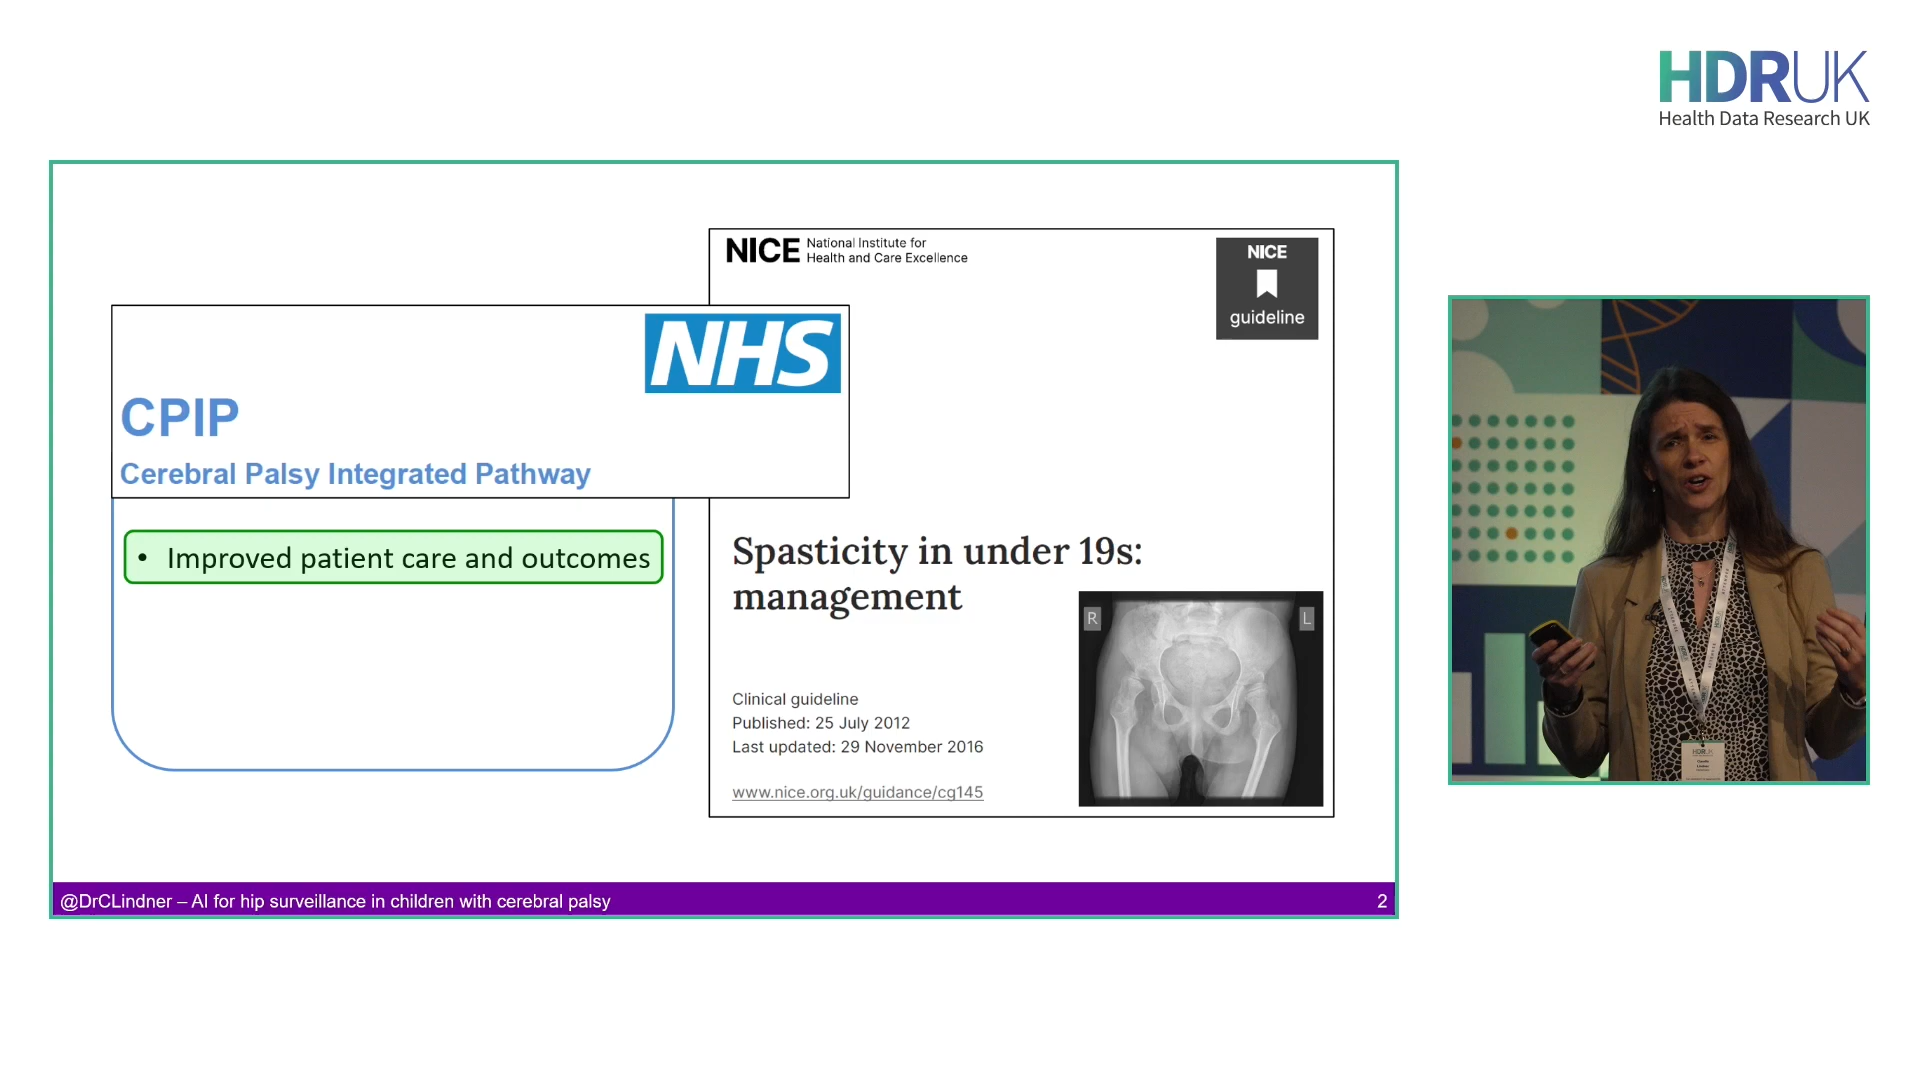 HDRUK
Health Data Research UK
NICE National Institute for
Health and Care Excellence
NICE
guideline
NHS
CPIP
Cerebral Palsy Integrated Pathway
• Improved patient care and outcomes
Spasticity in under 19s:
management
R
L
Clinical guideline
Published: 25 July 2012
Last updated: 29 November 2016
www.nice.org.uk/guidance/cg145
@DrCLindner – AI for hip surveillance in children with cerebral palsy
2
HDRUK